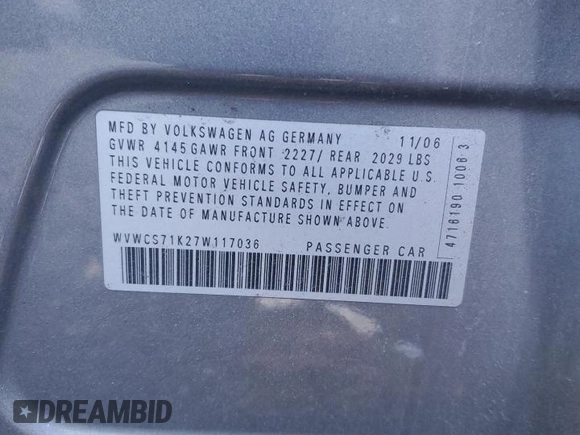 MFD BY VOLKSWAGEN AG GERMANY 11/06
GVWR 4145 GAWR FRONT 2227/ REAR 2029 LBS
THIS VEHICLE CONFORMS TO ALL APPLICABLE U.S.
FEDERAL MOTOR VEHICLE SAFETY, BUMPER AND
THEFT PREVENTION STANDARDS IN EFFECT ON
THE DATE OF MANUFACTURE SHOWN ABOVE.
WVWCS71K27W117036 PASSENGER CAR
4716190 1006 3
DREAMBID